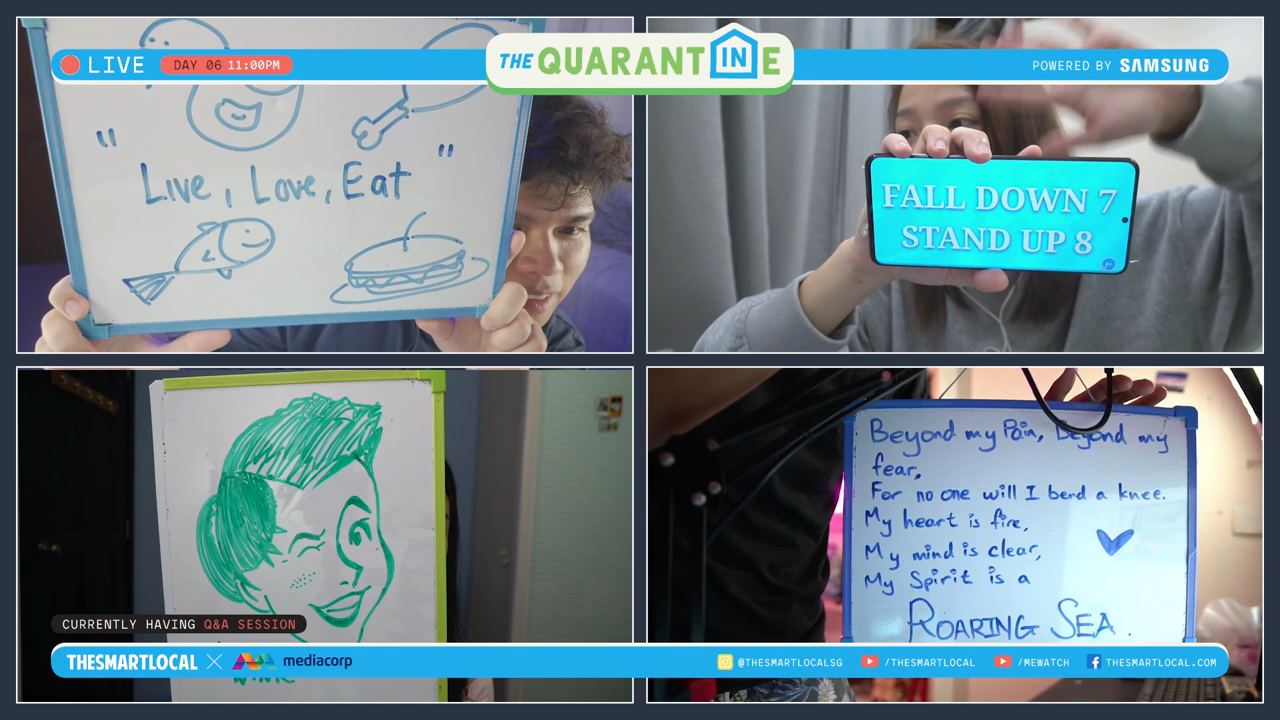 LIVE DAY 06 11:00PM
THE QUARANTINE
POWERED BY SAMSUNG
" Live, Love, Eat "
FALL DOWN 7
STAND UP 8
Beyond my Pain, Beyond my
fear,
For no one will I bend a knee.
My heart is fire,
My mind is clear,
My Spirit is a
ROARING SEA.
CURRENTLY HAVING Q&A SESSION
THESMARTLOCAL X mediacorp
@THESMARTLOCALSG /THESMARTLOCAL /MEWATCH THESMARTLOCAL.COM